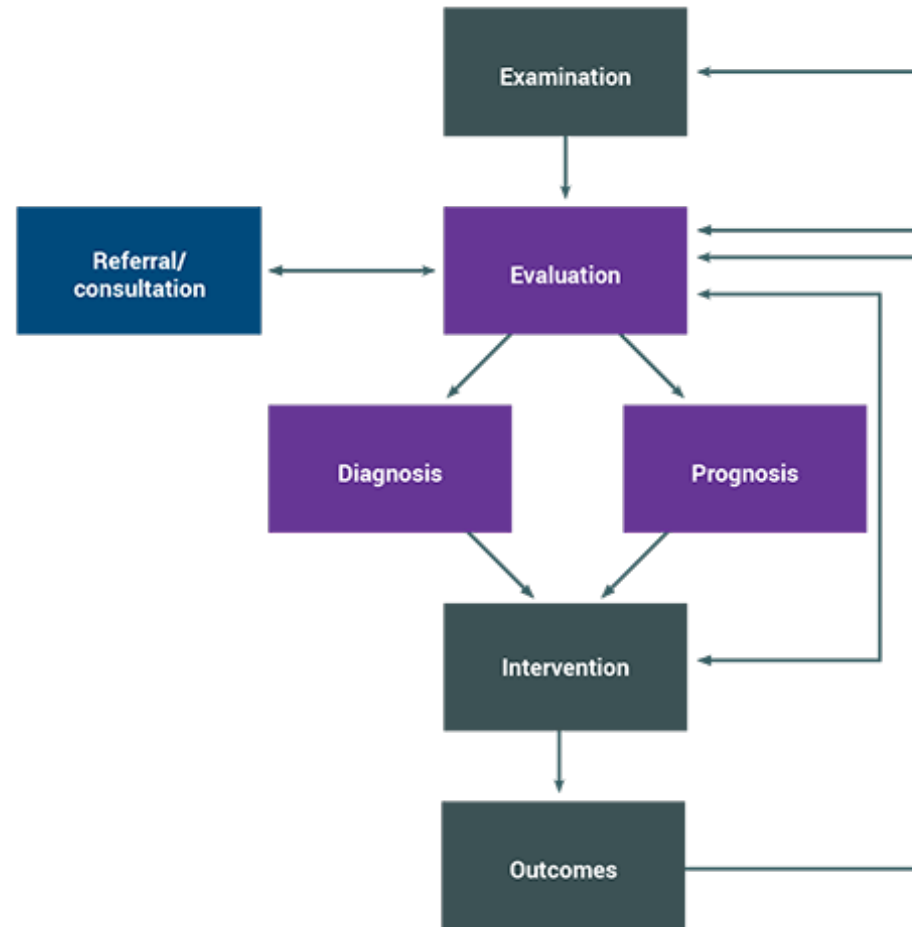 Examination
Referral/
consultation
Evaluation
Diagnosis
Prognosis
Intervention
Outcomes